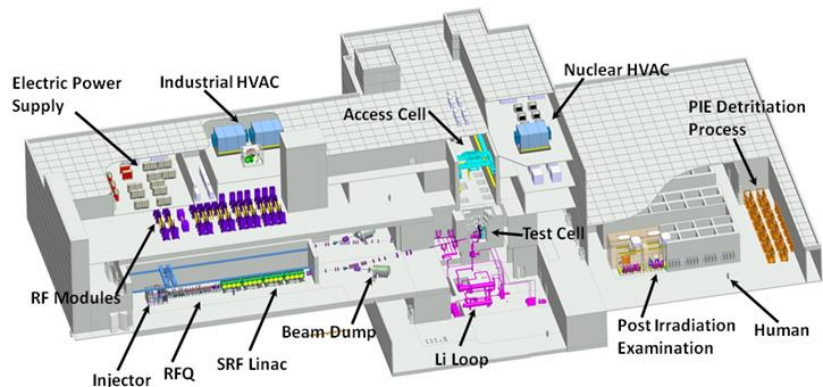 Electric Power
Supply
Industrial HVAC
Access Cell
Nuclear HVAC
PIE Detritiation
Process
Test Cell
RF Modules
Beam Dump
Li Loop
Post Irradiation
Examination
Human
SRF Linac
RFQ
Injector